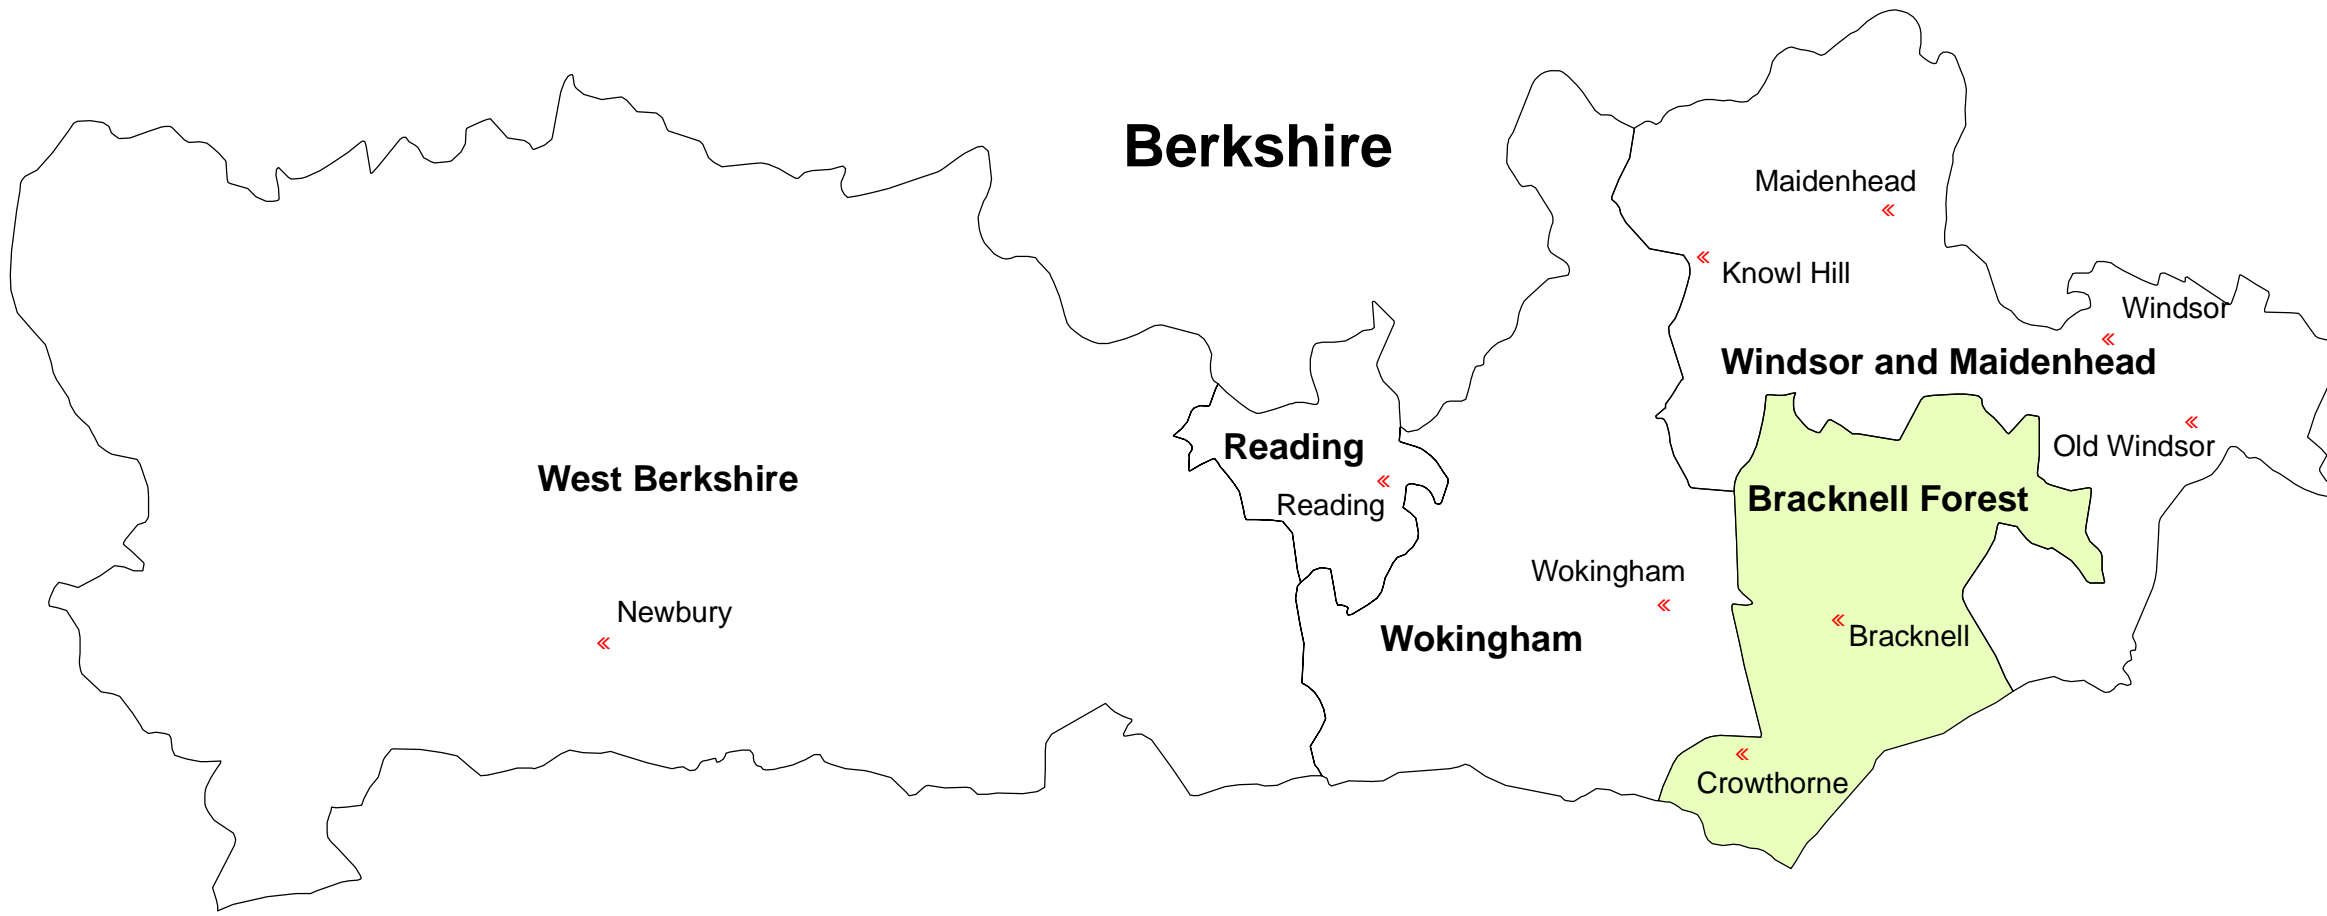 Berkshire
Maidenhead
Knowl Hill
Windsor
Windsor and Maidenhead
Reading
Old Windsor
West Berkshire
Bracknell Forest
Reading
Wokingham
Newbury
Wokingham
Bracknell
Crowthorne